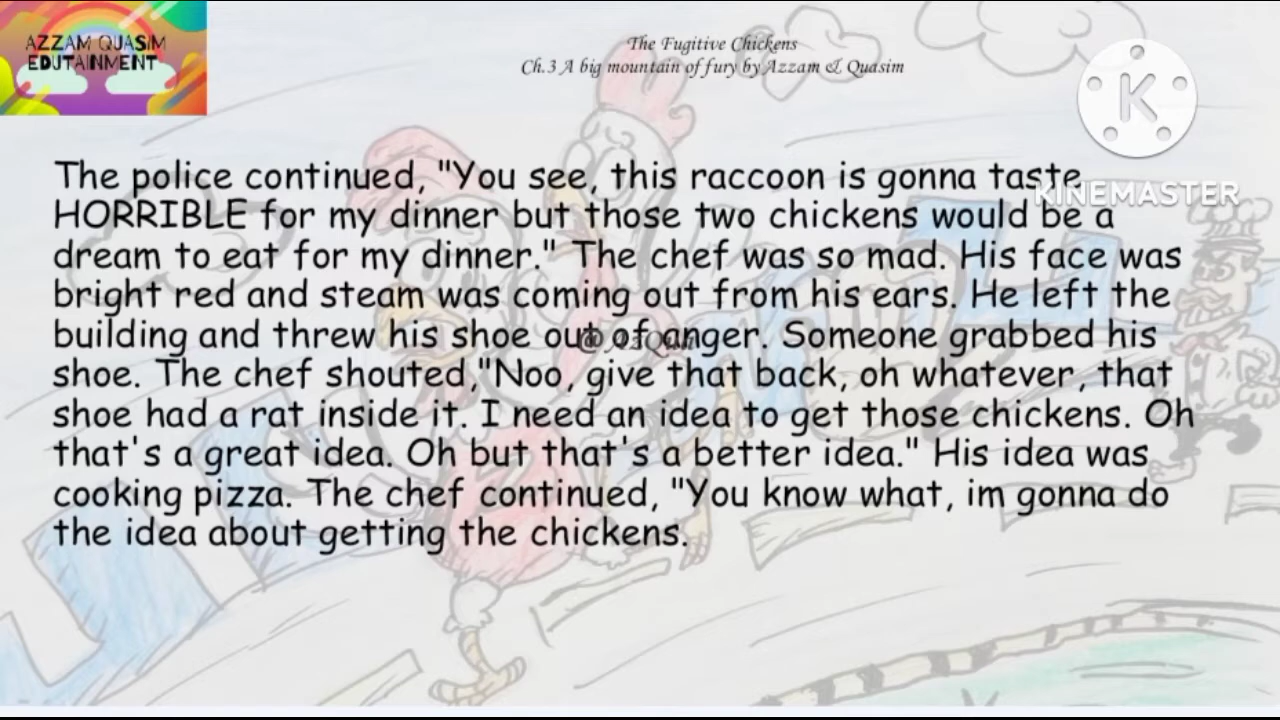 AZZAM QUASIM
EDUTAINMENT
The Fugitive Chickens
Ch.3 A big mountain of fury by Azzam & Quasim
K
KINEMASTER
The police continued, "You see, this raccoon is gonna taste
HORRIBLE for my dinner but those two chickens would be a
dream to eat for my dinner." The chef was so mad. His face was
bright red and steam was coming out from his ears. He left the
building and threw his shoe out of anger. Someone grabbed his
shoe. The chef shouted,"Noo, give that back, oh whatever, that
shoe had a rat inside it. I need an idea to get those chickens. Oh
that's a great idea. Oh but that's a better idea." His idea was
cooking pizza. The chef continued, "You know what, im gonna do
the idea about getting the chickens.